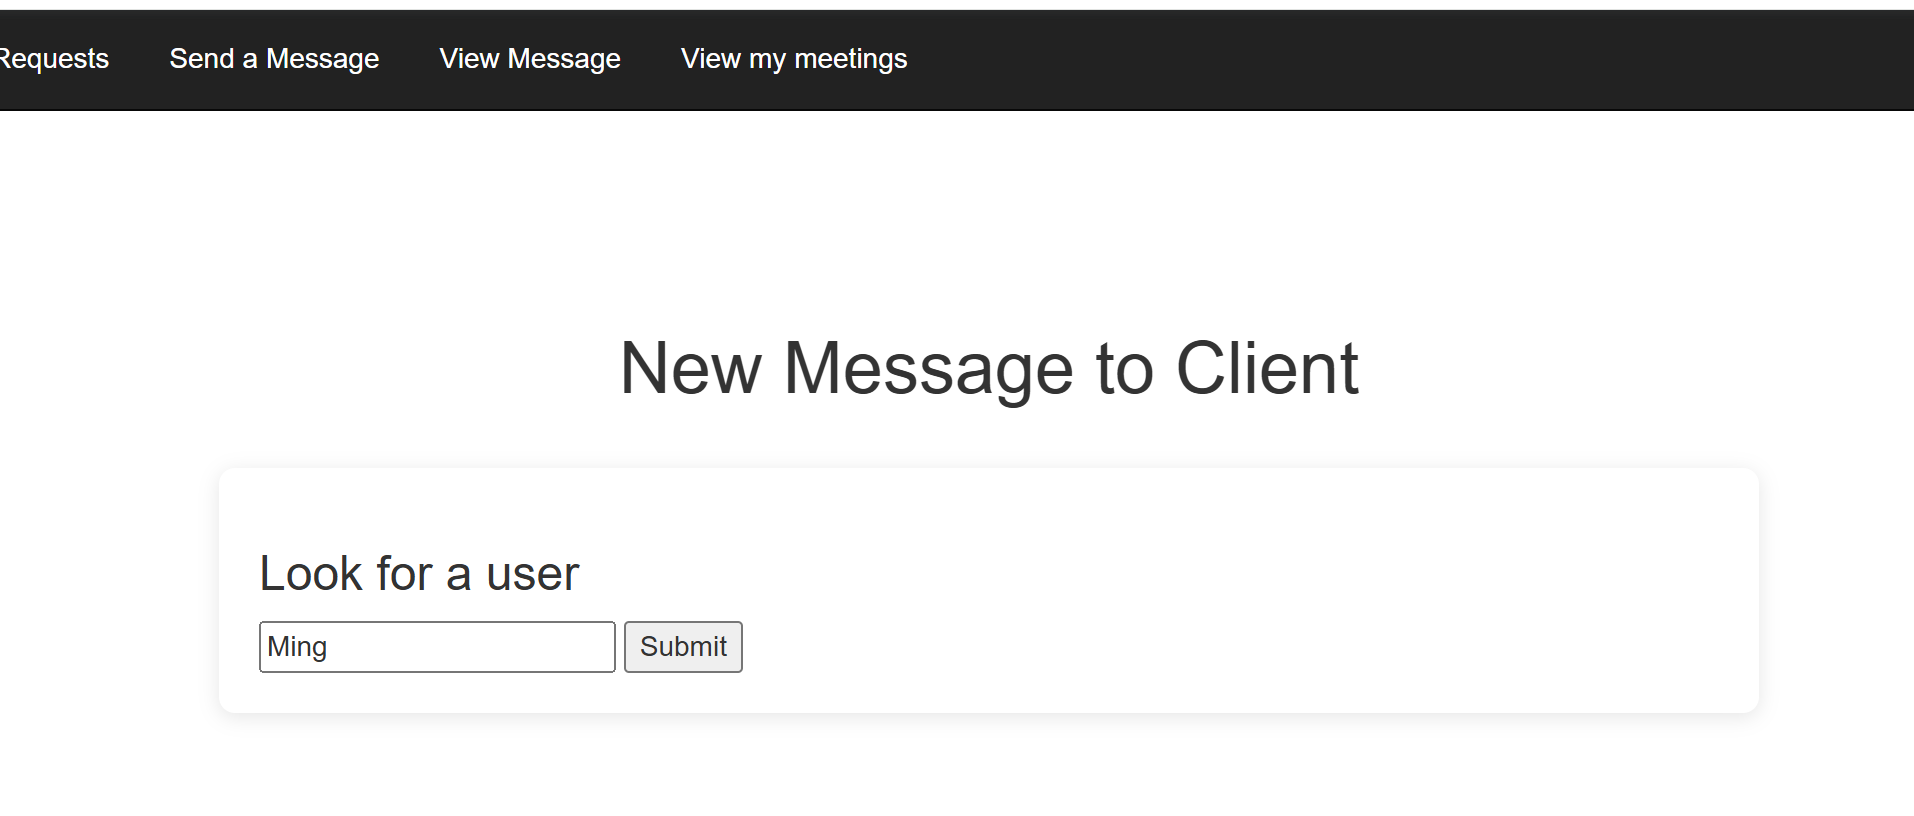 Requests Send a Message View Message View my meetings
New Message to Client
Look for a user
Ming Submit